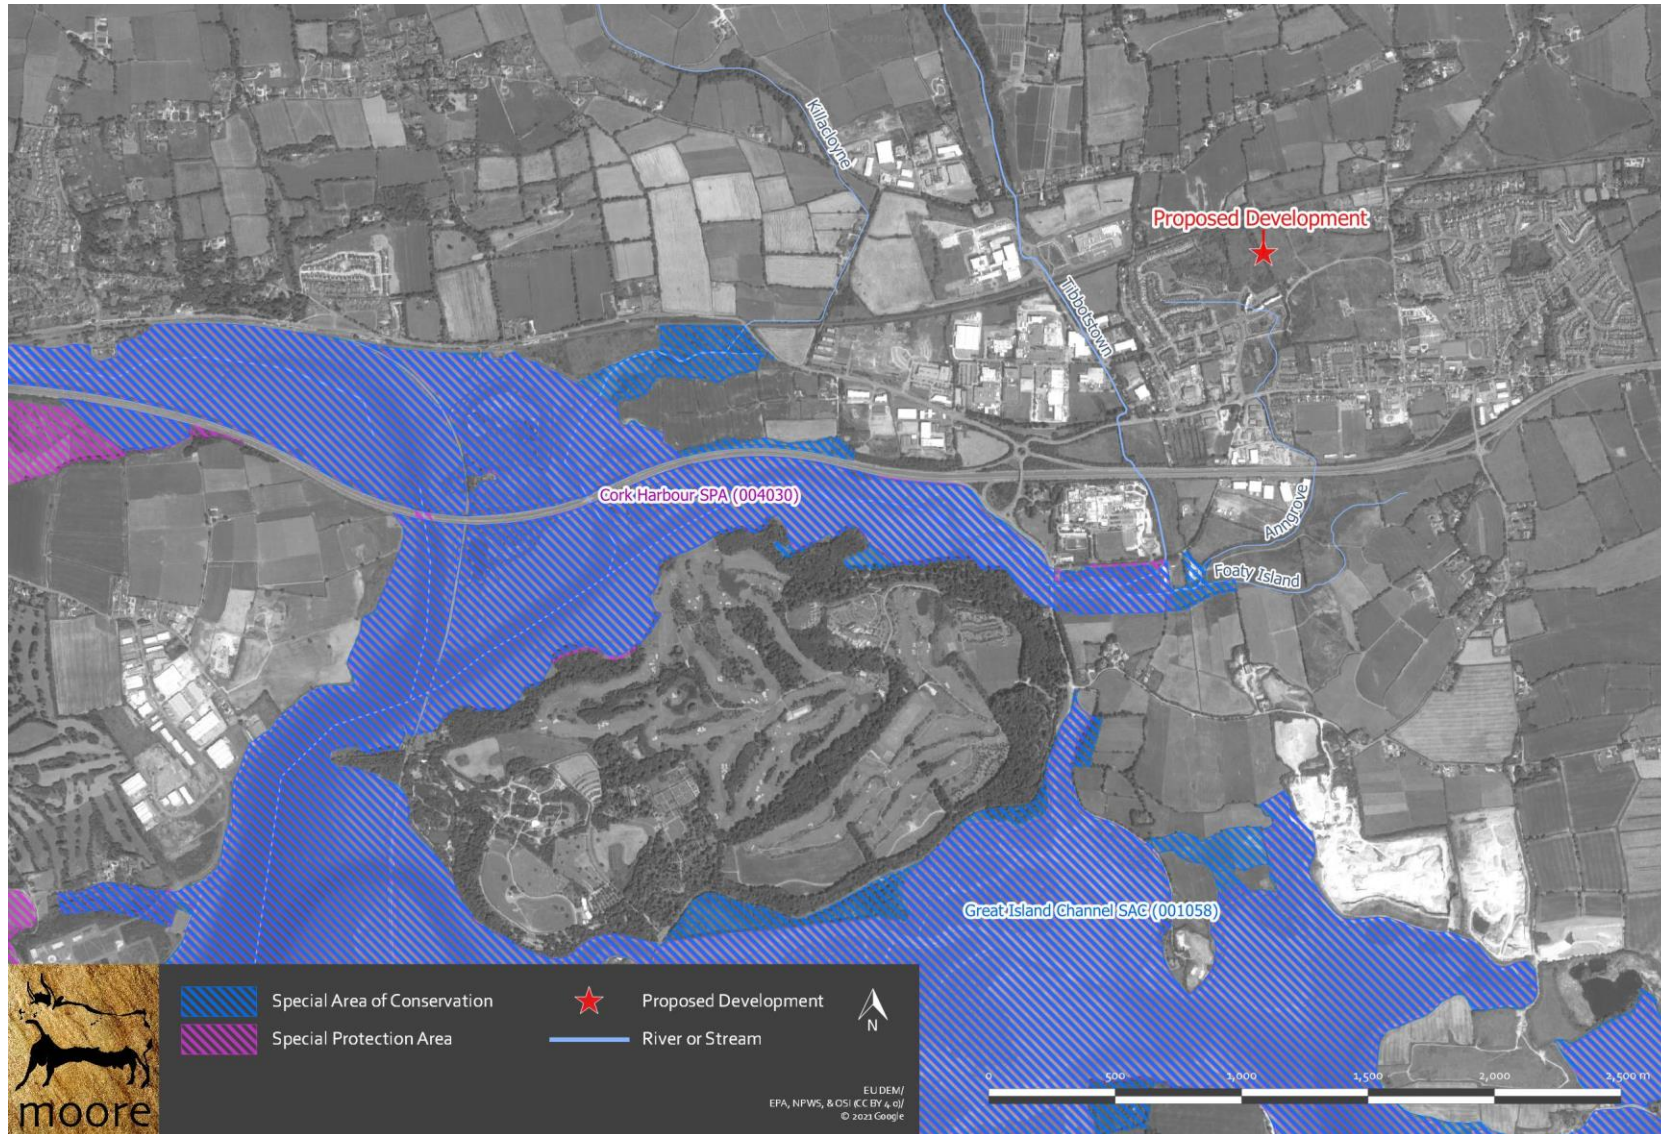 Killacloyne
Proposed Development
Tibbotstown
Cork Harbour SPA (004030)
Anngrove
Foaty Island
Great Island Channel SAC (001058)
Special Area of Conservation
Proposed Development
N
Special Protection Area
River or Stream
0 500 1,000 1,500 2,000 2,500 m
EU DEM/
EPA, NPWS, & OSI (CC BY 4.0)/
© 2021 Google
moore